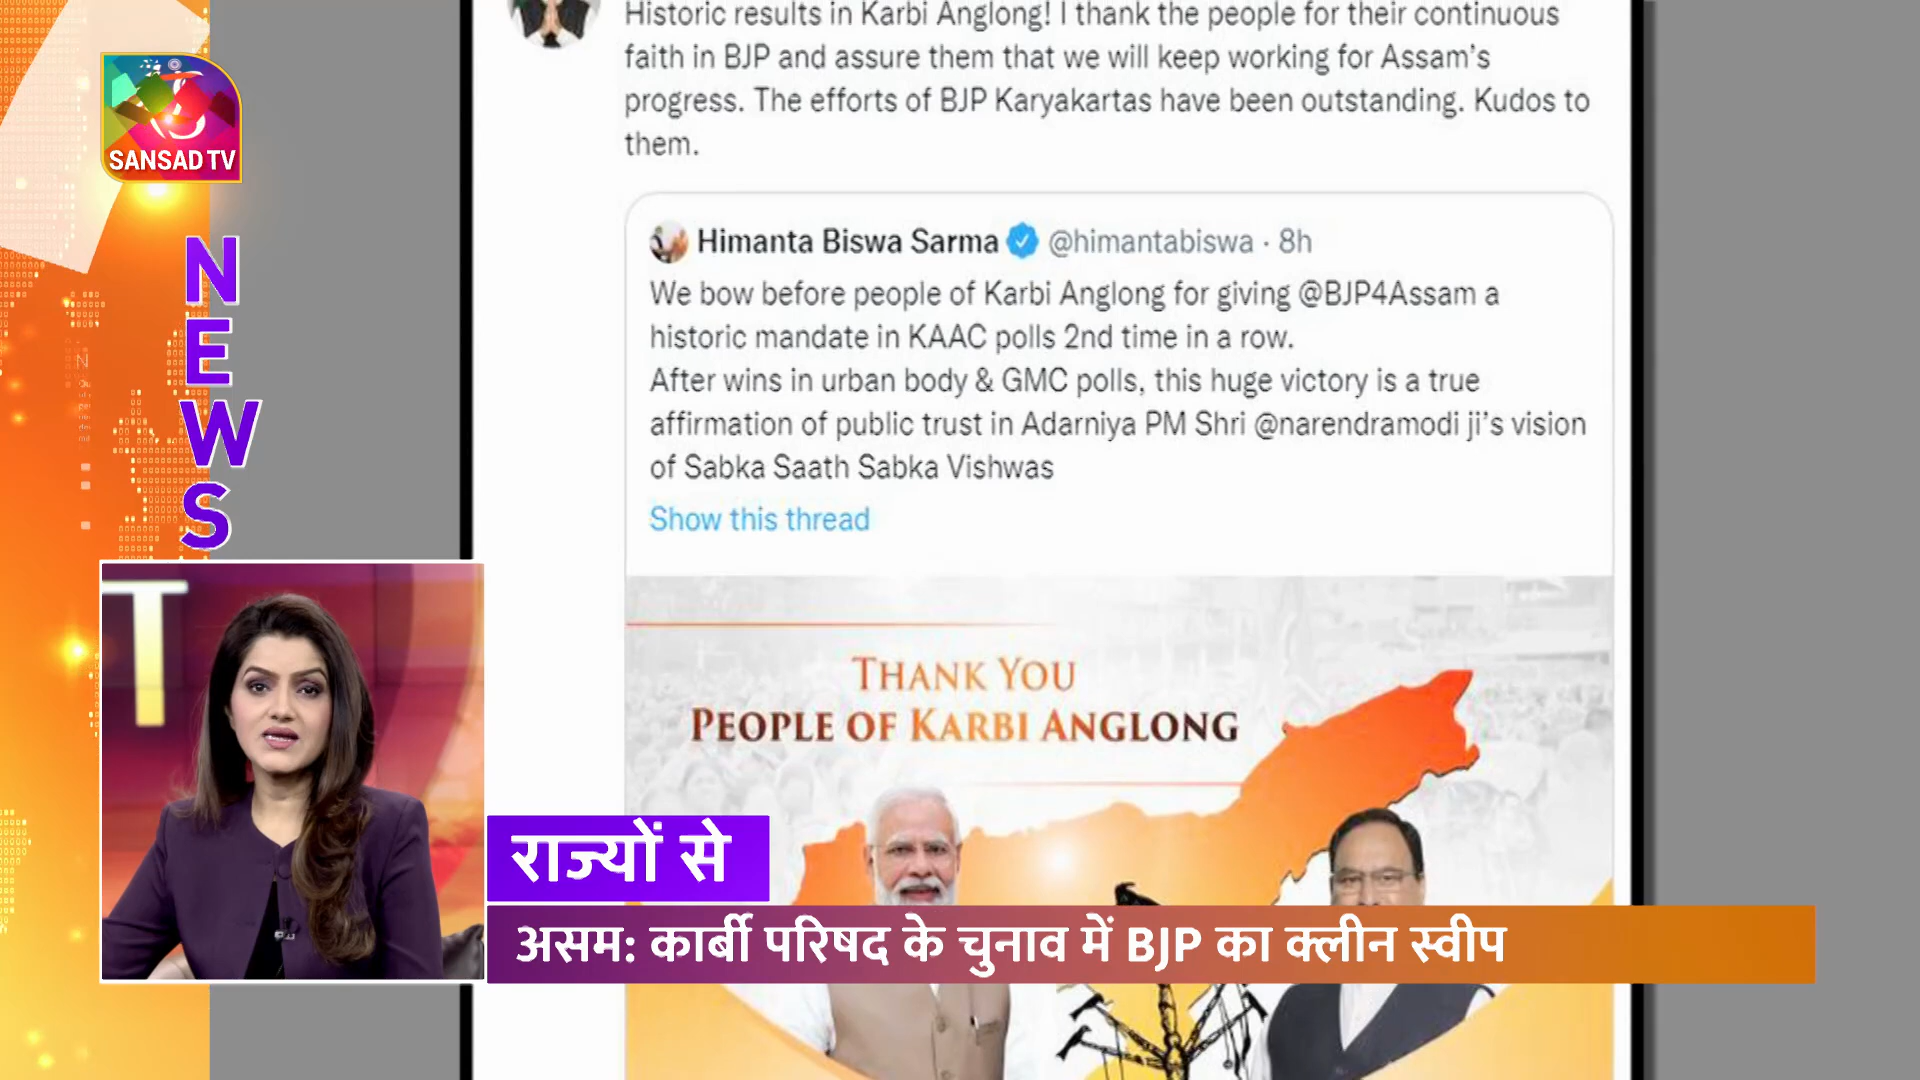 Historic results in Karbi Anglong! I thank the people for their continuous
faith in BJP and assure them that we will keep working for Assam's
progress. The efforts of BJP Karyakartas have been outstanding. Kudos to
them.
SANSAD TV
NEWS
Himanta Biswa Sarma @himantabiswa · 8h
We bow before people of Karbi Anglong for giving @BJP4Assam a
historic mandate in KAAC polls 2nd time in a row.
After wins in urban body & GMC polls, this huge victory is a true
affirmation of public trust in Adarniya PM Shri @narendramodi ji's vision
of Sabka Saath Sabka Vishwas
Show this thread
T
THANK YOU
PEOPLE OF KARBI ANGLONG
राज्यों से
असम: कार्बी परिषद के चुनाव में BJP का क्लीन स्वीप